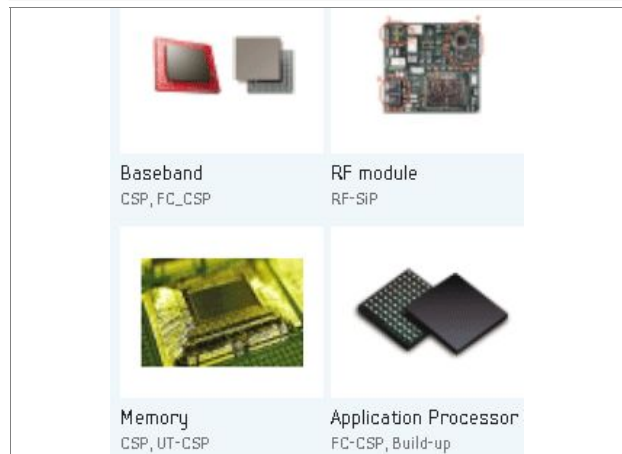 Baseband
CSP, FC_CSP
RF module
RF-SiP
Memory
CSP, UT-CSP
Application Processor
FC-CSP, Build-up